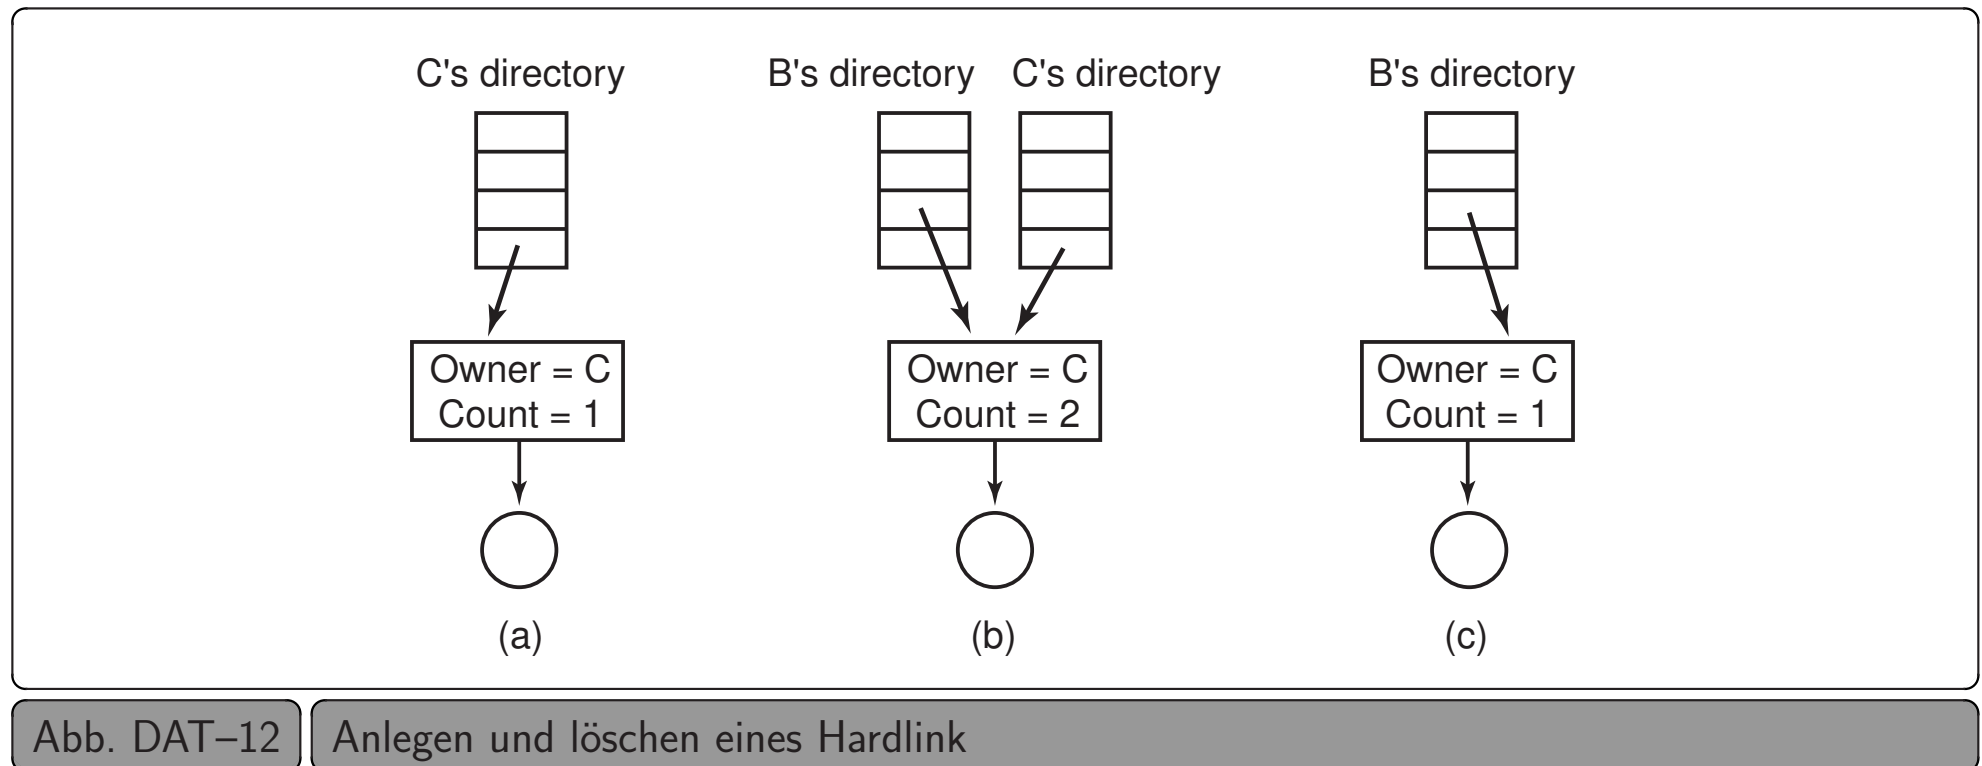 C's directory
B's directory
C's directory
B's directory
Owner = C
Count = 1
Owner = C
Count = 2
Owner = C
Count = 1
(a)
(b)
(c)
Abb. DAT–12
Anlegen und löschen eines Hardlink